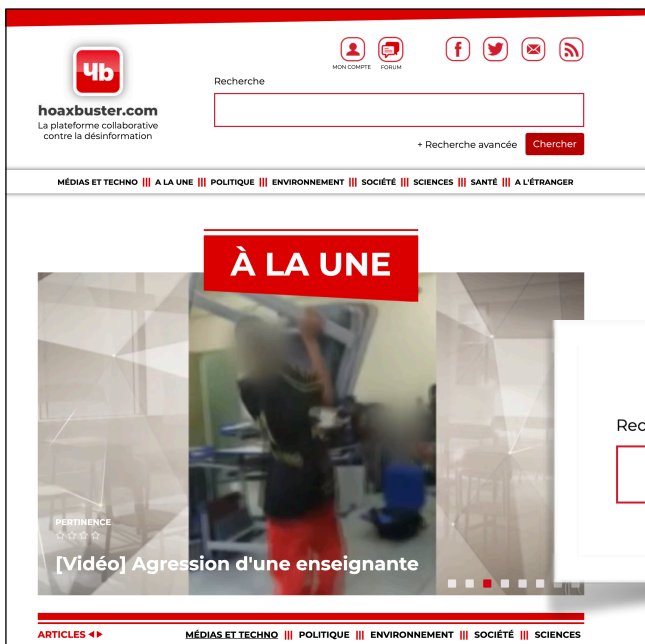 MON COMPTE FORUM
Recherche
hoaxbuster.com
La plateforme collaborative
contre la désinformation
+ Recherche avancée Chercher
MÉDIAS ET TECHNO ||| A LA UNE ||| POLITIQUE ||| ENVIRONNEMENT ||| SOCIÉTÉ ||| SCIENCES ||| SANTÉ ||| A L'ÉTRANGER
À LA UNE
Rec
PERTINENCE
[Vidéo] Agression d'une enseignante
ARTICLES MÉDIAS ET TECHNO ||| POLITIQUE ||| ENVIRONNEMENT ||| SOCIÉTÉ ||| SCIENCES